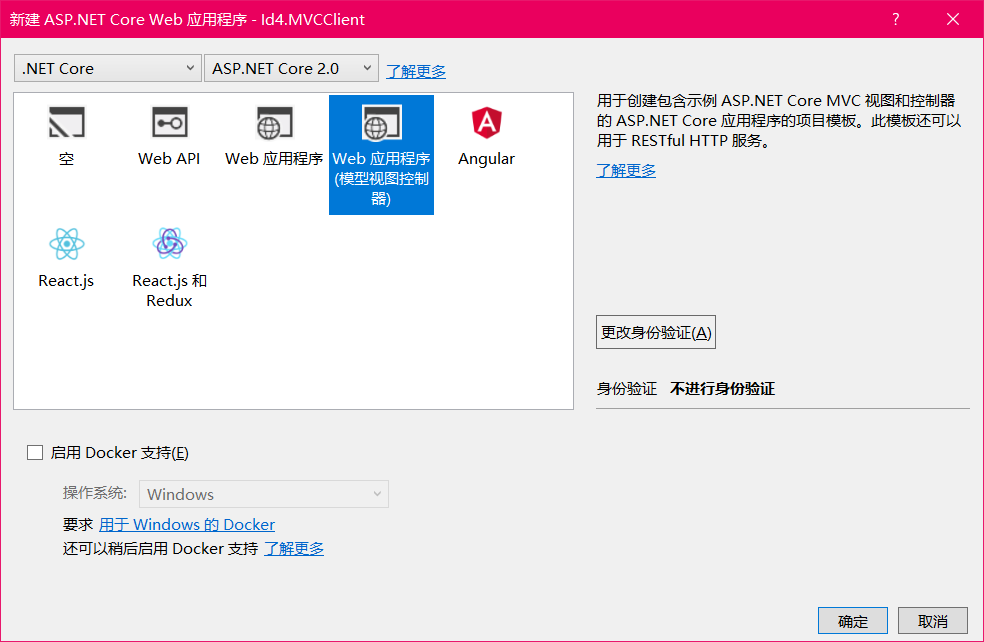 新建 ASP.NET Core Web 应用程序 - Id4.MVCClient
?
.NET Core
ASP.NET Core 2.0
了解更多
空
Web API
Web 应用程序
Web 应用程序
(模型视图控制
器)
Angular
React.js
React.js 和
Redux
用于创建包含示例 ASP.NET Core MVC 视图和控制器
的 ASP.NET Core 应用程序的项目模板。此模板还可以
用于 RESTful HTTP 服务。
了解更多
更改身份验证(A)
身份验证 不进行身份验证
启用 Docker 支持(E)
操作系统: Windows
要求 用于 Windows 的 Docker
还可以稍后启用 Docker 支持 了解更多
确定
取消